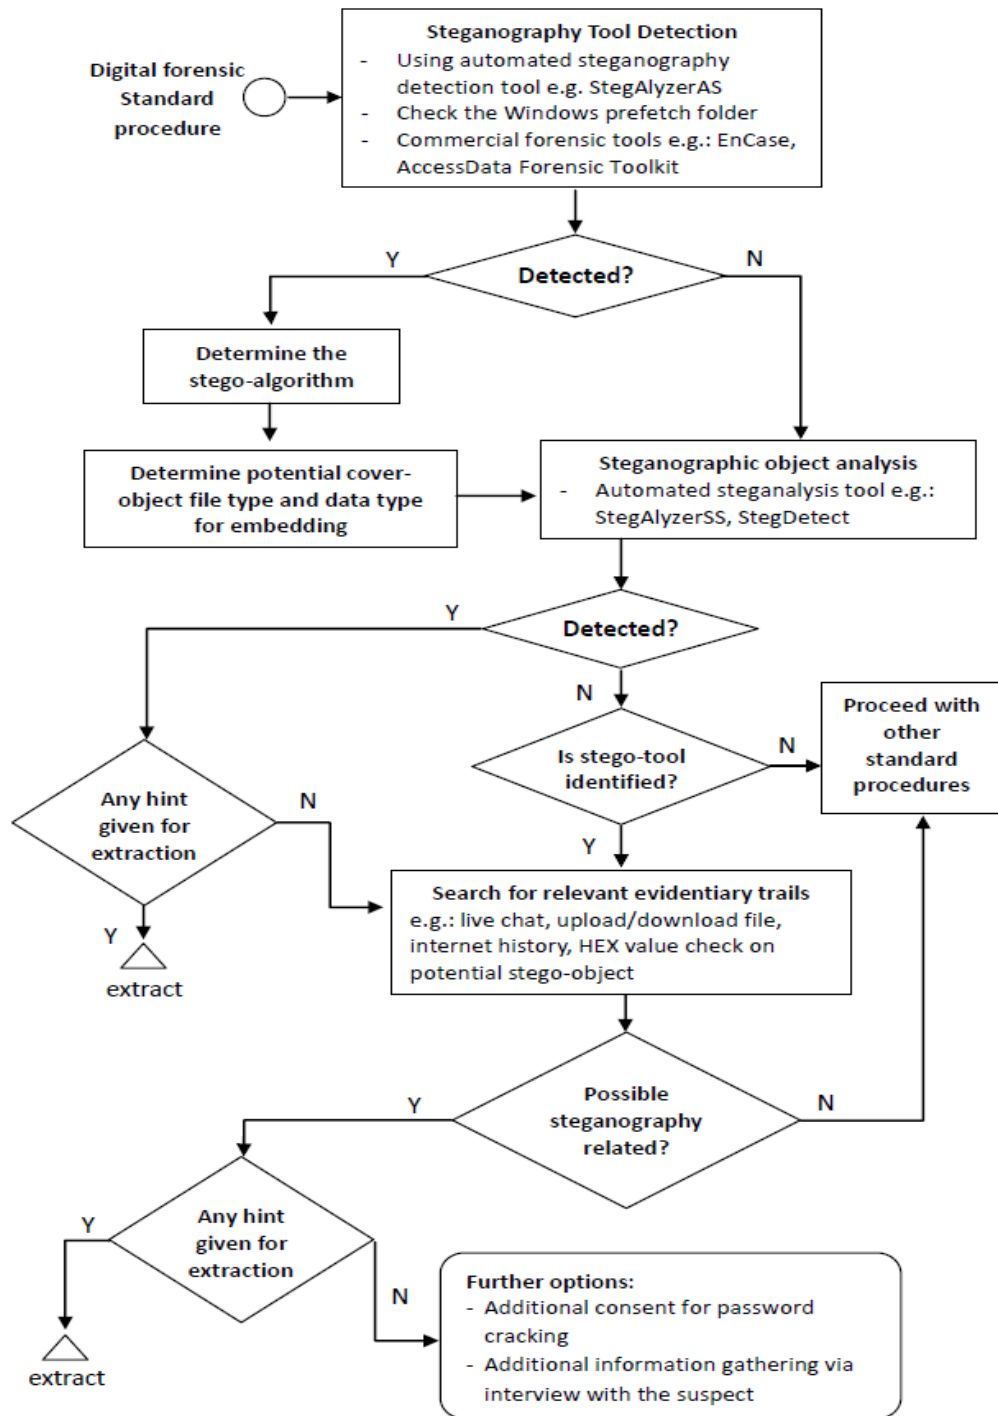 Digital forensic
Standard
procedure
Steganography Tool Detection
- Using automated steganography
detection tool e.g. StegAlyzerAS
- Check the Windows prefetch folder
- Commercial forensic tools e.g.: EnCase,
AccessData Forensic Toolkit
Y
Detected?
N
Determine the
stego-algorithm
Determine potential cover-
object file type and data type
for embedding
Steganographic object analysis
- Automated steganalysis tool e.g.:
StegAlyzerSS, StegDetect
Y
Detected?
N
Is stego-tool
identified?
N
Proceed with
other
standard
procedures
Any hint
given for
extraction
N
Y
extract
Y
Search for relevant evidentiary trails
e.g.: live chat, upload/download file,
internet history, HEX value check on
potential stego-object
Possible
steganography
related?
Y
N
Any hint
given for
extraction
Y
extract
N
Further options:
- Additional consent for password
cracking
- Additional information gathering via
interview with the suspect